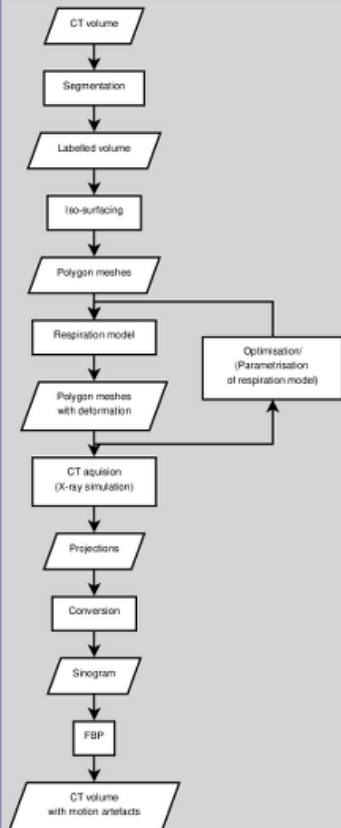 CT volume
Segmentation
Labelled volume
Iso-surfacing
Polygon meshes
Respiration model
Optimisation/
(Parametrisation
of respiration model)
Polygon meshes
with deformation
CT aquision
(X-ray simulation)
Projections
Conversion
Sinogram
FBP
CT volume
with motion artefacts